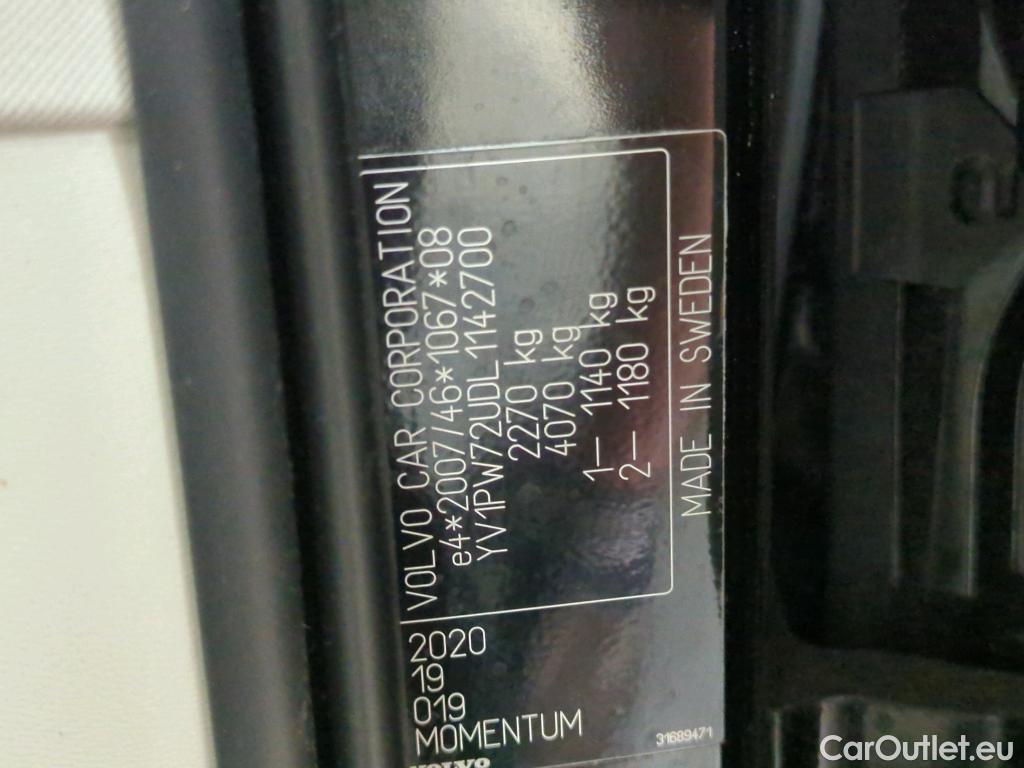 VOLVO CAR CORPORATION
e4*2007/46*1067*08
YV1PW72UDL1142700
2270 kg
4070 kg
1– 1140 kg
2– 1180 kg
MADE IN SWEDEN
2020
19
019
MOMENTUM
VOLVO
31689471
CarOutlet.eu